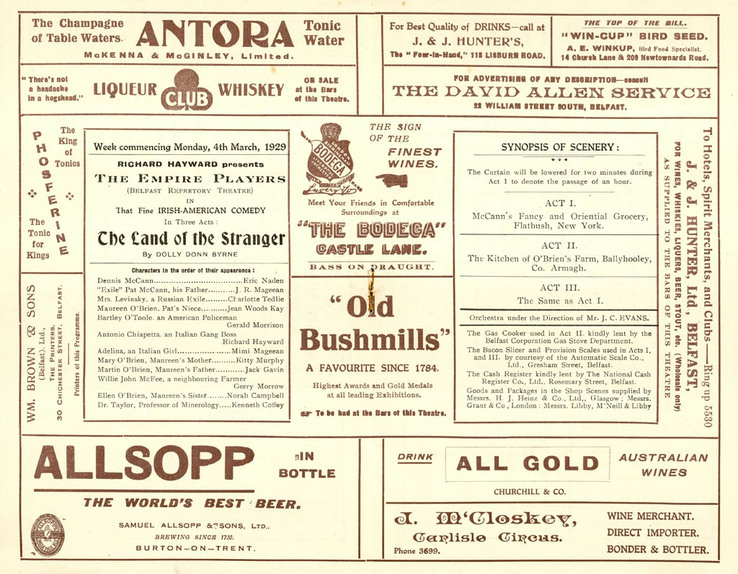 The Champagne
of Table Waters.
ANTORA
Tonic
Water
McKENNA & McGINLEY, Limited.
For Best Quality of DRINKS—call at
J. & J. HUNTER'S,
The "Four-in-Hand," 118 LISBURN ROAD.
THE TOP OF THE BILL.
"WIN-CUP" BIRD SEED.
A. E. WINKUP, Bird Food Specialist.
14 Church Lane & 209 Newtownards Road.
"There's not
a headache
in a hogshead."
LIQUEUR
CLUB
WHISKEY
ON SALE
at the Bars
of this Theatre.
FOR ADVERTISING OF ANY DESCRIPTION—consult
THE DAVID ALLEN SERVICE
22 WILLIAM STREET SOUTH, BELFAST.
PHOSFERINE
The
King
of
Tonics
The
Tonic
for
Kings
WM. BROWN & SONS
(Belfast), Ltd.,
THE PRINTERS,
30 CHICHESTER STREET, BELFAST.
Printers of this Programme.
Week commencing Monday, 4th March, 1929
RICHARD HAYWARD presents
THE EMPIRE PLAYERS
(BELFAST REPERTORY THEATRE)
IN
That Fine IRISH-AMERICAN COMEDY
In Three Acts:
The Land of the Stranger
By DOLLY DONN BYRNE
Characters in the order of their appearance:
Dennis McCann......Eric Naden
"Exile" Pat McCann, his Father......J. R. Mageean
Mrs. Levinsky, a Russian Exile......Charlotte Tedlie
Maureen O'Brien, Pat's Niece......Jean Woods Kay
Bartley O'Toole, an American Policeman
Gerald Morrison
Antonio Chiapetta, an Italian Gang Boss
Richard Hayward
Adelina, an Italian Girl......Mimi Mageean
Mary O'Brien, Maureen's Mother......Kitty Murphy
Martin O'Brien, Maureen's Father......Jack Gavin
Willie John McFee, a neighbouring Farmer
Gerry Morrow
Ellen O'Brien, Maureen's Sister......Norah Campbell
Dr. Taylor, Professor of Minerology.....Kenneth Coffey
BODEGA
THE SIGN
OF THE
FINEST
WINES.
Meet Your Friends in Comfortable
Surroundings at
"THE BODEGA"
CASTLE LANE.
BASS ON DRAUGHT.
"Old
Bushmills"
A FAVOURITE SINCE 1784.
Highest Awards and Gold Medals
at all leading Exhibitions.
To be had at the Bars of this Theatre.
SYNOPSIS OF SCENERY:
* * *
The Curtain will be lowered for two minutes during
Act 1 to denote the passage of an hour.
ACT I.
McCann's Fancy and Oriential Grocery,
Flatbush, New York.
ACT II.
The Kitchen of O'Brien's Farm, Ballyhooley,
Co. Armagh.
ACT III.
The Same as Act I.
Orchestra under the Direction of Mr. J. C. EVANS.
The Gas Cooker used in Act II. kindly lent by the
Belfast Corporation Gas Stove Department.
The Bacon Slicer and Provision Scales used in Acts I,
and III. by courtesy of the Automatic Scale Co.,
Ltd., Gresham Street, Belfast.
The Cash Register kindly lent by The National Cash
Register Co., Ltd., Rosemary Street, Belfast.
Goods and Packages in the Shop Scenes supplied by
Messrs. H. J. Heinz & Co., Ltd., Glasgow; Messrs.
Grant & Co, London: Messrs. Libby, M'Neill & Libby
To Hotels, Spirit Merchants, and Clubs—Ring up 5530
J. & J. HUNTER, Ltd., BELFAST,
FOR WINES, WHISKIES, LIQUERS, BEER, STOUT, etc. (Wholesale only)
AS SUPPLIED TO THE BARS OF THIS THEATRE
ALLSOPP
IN
BOTTLE
THE WORLD'S BEST BEER.
SAMUEL ALLSOPP & SONS, LTD.,
BREWING SINCE 1730.
BURTON-ON-TRENT.
DRINK
ALL GOLD
AUSTRALIAN
WINES
CHURCHILL & CO.
J. M'Closkey,
Carlisle Circus.
Phone 3699.
WINE MERCHANT.
DIRECT IMPORTER.
BONDER & BOTTLER.